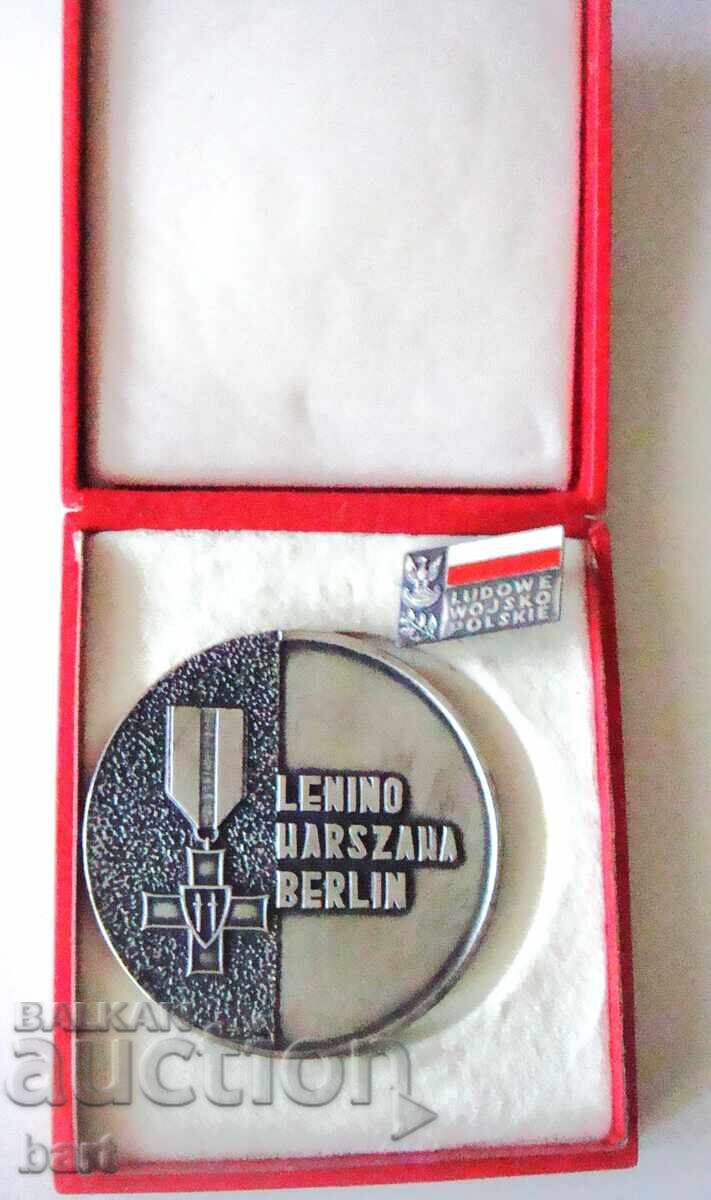 LUDOWE
WOJSKO
POLSKIE
LENINO
WARSZAWA
BERLIN
BALKAN
auction
bart